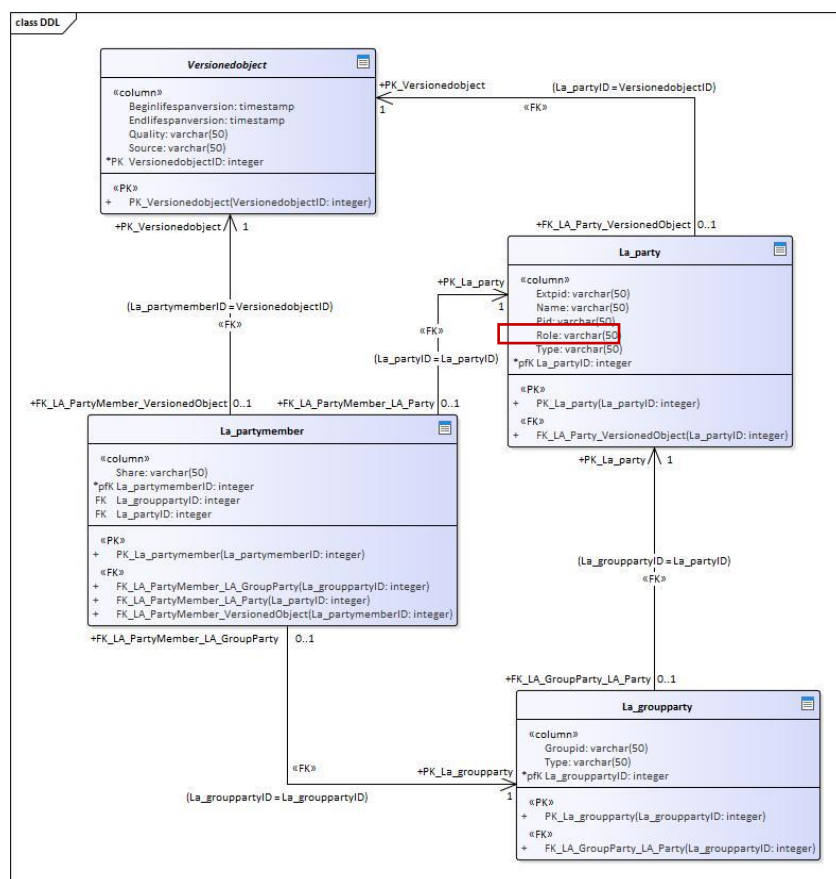 class DDL
Versionedobject
«column»
Beginlifespanversion: timestamp
Endlifespanversion: timestamp
Quality: varchar(50)
Source: varchar(50)
*PK VersionedobjectID: integer
«PK»
+ PK_Versionedobject(VersionedobjectID: integer)
+PK_Versionedobject
1
(La_partyID = VersionedobjectID)
«FK»
+PK_Versionedobject
1
+FK_LA_Party_VersionedObject 0..1
La_party
«column»
Extpid: varchar(50)
Name: varchar(50)
Pid: varchar(50)
Role: varchar(50)
Type: varchar(50)
*pfK La_partyID: integer
«PK»
+ PK_La_party(La_partyID: integer)
«FK»
+ FK_LA_Party_VersionedObject(La_partyID: integer)
+PK_La_party
1
«FK»
(La_partyID = La_partyID)
(La_partymemberID = VersionedobjectID)
«FK»
+FK_LA_PartyMember_VersionedObject 0..1
+FK_LA_PartyMember_LA_Party 0..1
La_partymember
«column»
Share: varchar(50)
*pfK La_partymemberID: integer
FK La_grouppartyID: integer
FK La_partyID: integer
«PK»
+ PK_La_partymember(La_partymemberID: integer)
«FK»
+ FK_LA_PartyMember_LA_GroupParty(La_grouppartyID: integer)
+ FK_LA_PartyMember_LA_Party(La_partyID: integer)
+ FK_LA_PartyMember_VersionedObject(La_partymemberID: integer)
+PK_La_party 1
(La_grouppartyID = La_partyID)
«FK»
+FK_LA_PartyMember_LA_GroupParty 0..1
+FK_LA_GroupParty_LA_Party 0..1
«FK»
(La_grouppartyID = La_grouppartyID)
+PK_La_groupparty
1
La_groupparty
«column»
Groupid: varchar(50)
Type: varchar(50)
*pfK La_grouppartyID: integer
«PK»
+ PK_La_groupparty(La_grouppartyID: integer)
«FK»
+ FK_LA_GroupParty_LA_Party(La_grouppartyID: integer)